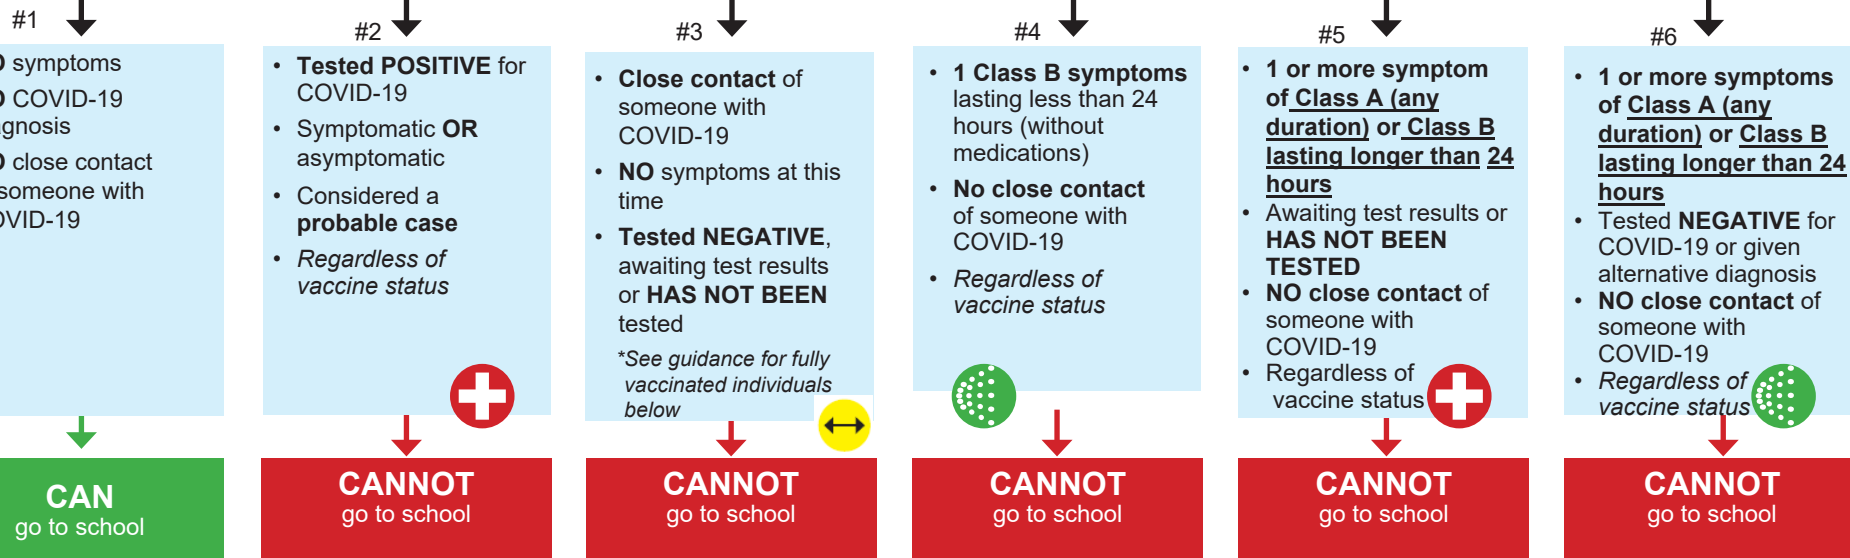 #1
symptoms
COVID-19
close contact
someone with
CAN
go to school
#2
• Tested POSITIVE for
COVID-19
• Symptomatic OR
asymptomatic
• Considered a
probable case
• Regardless of
vaccine status
CANNOT
go to school
#3
• Close contact of
someone with
COVID-19
• NO symptoms at this
time
• Tested NEGATIVE,
awaiting test results
or HAS NOT BEEN
tested
*See guidance for fully
vaccinated individuals
below
CANNOT
go to school
#4
• 1 Class B symptoms
lasting less than 24
hours (without
medications)
• No close contact
of someone with
COVID-19
• Regardless of
vaccine status
CANNOT
go to school
#5
• 1 or more symptom
of Class A (any
duration) or Class B
lasting longer than 24
hours
• Awaiting test results or
HAS NOT BEEN
TESTED
• NO close contact of
someone with
COVID-19
• Regardless of
vaccine status
CANNOT
go to school
#6
• 1 or more symptoms
of Class A (any
duration) or Class B
lasting longer than 24
hours
• Tested NEGATIVE for
COVID-19 or given
alternative diagnosis
• NO close contact of
someone with
COVID-19
• Regardless of
vaccine status
CANNOT
go to school